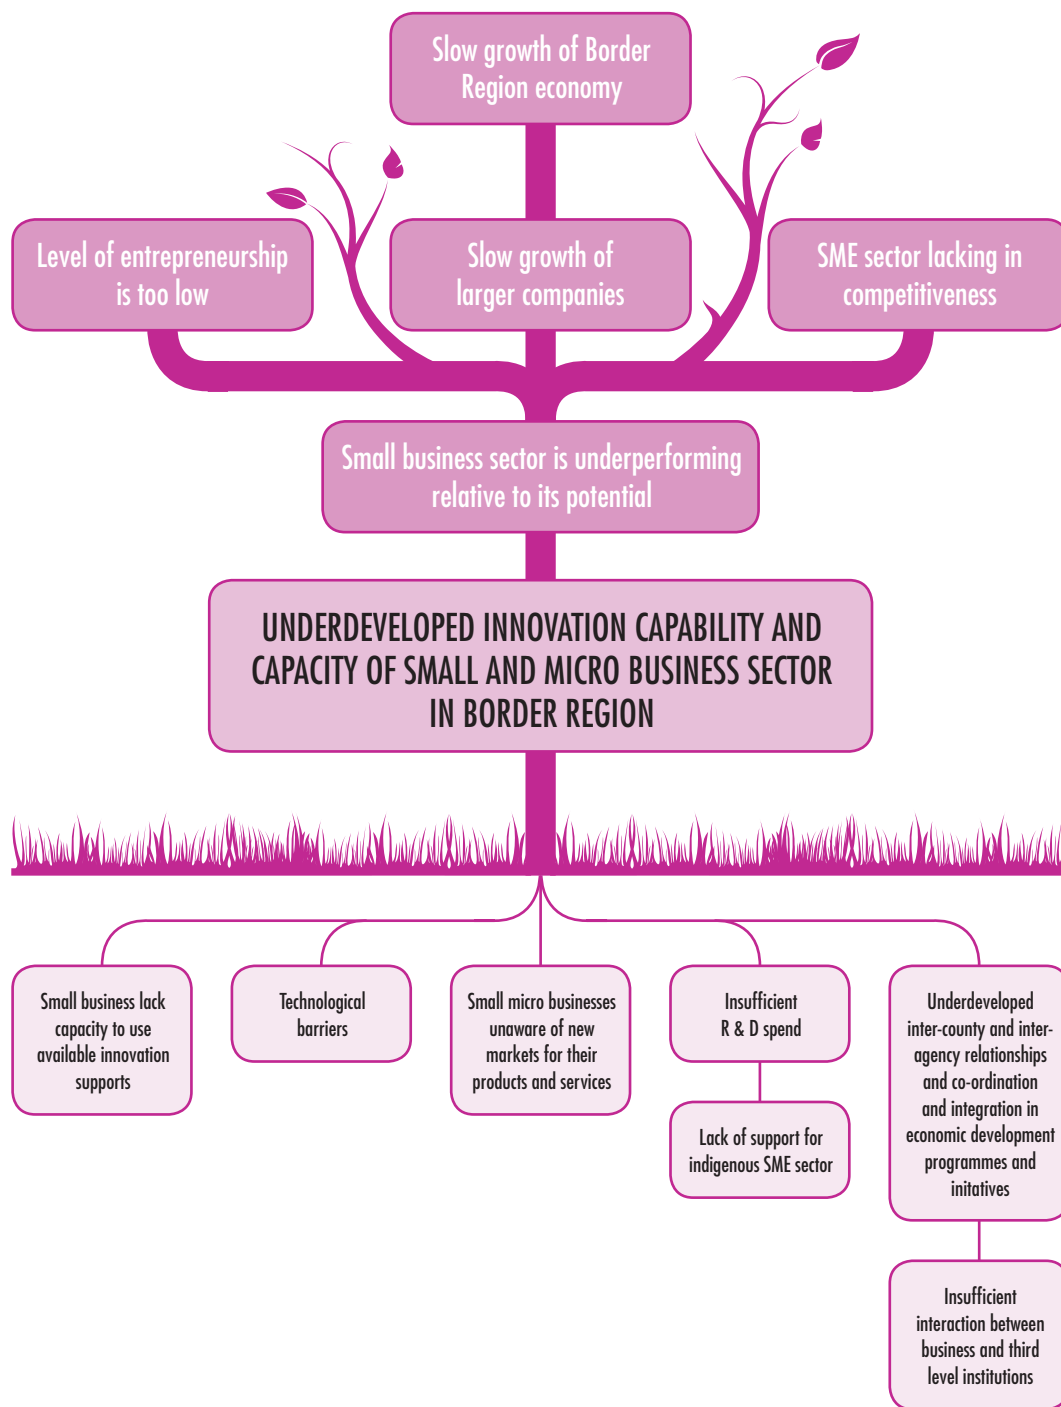 Slow growth of Border
Region economy
Level of entrepreneurship
is too low
Slow growth of
larger companies
SME sector lacking in
competitiveness
Small business sector is underperforming
relative to its potential
UNDERDEVELOPED INNOVATION CAPABILITY AND
CAPACITY OF SMALL AND MICRO BUSINESS SECTOR
IN BORDER REGION
Small business lack
capacity to use
available innovation
supports
Technological
barriers
Small micro businesses
unaware of new
markets for their
products and services
Insufficient
R & D spend
Lack of support for
indigenous SME sector
Underdeveloped
inter-county and inter-
agency relationships
and co-ordination
and integration in
economic development
programmes and
initatives
Insufficient
interaction between
business and third
level institutions